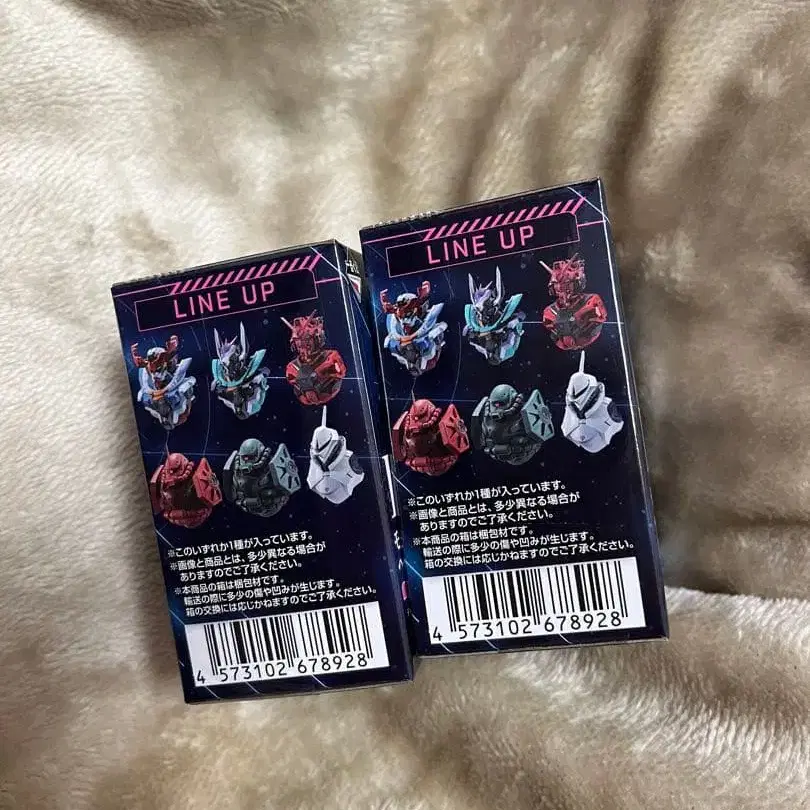 LINE UP
※このいずれか1種が入っています。
※画像と商品とは、多少異なる場合が
ありますのでご了承ください。
※本商品の箱は梱包材です。
輸送の際に多少の傷や凹みが生じます。
箱の交換には応じかねますのでご了承ください。
4 573102 678928
LINE UP
※このいずれか1種が入っています。
※画像と商品とは、多少異なる場合が
ありますのでご了承ください。
※本商品の箱は梱包材です。
輸送の際に多少の傷や凹みが生じます。
箱の交換には応じかねますのでご了承ください。
4 573102 678928